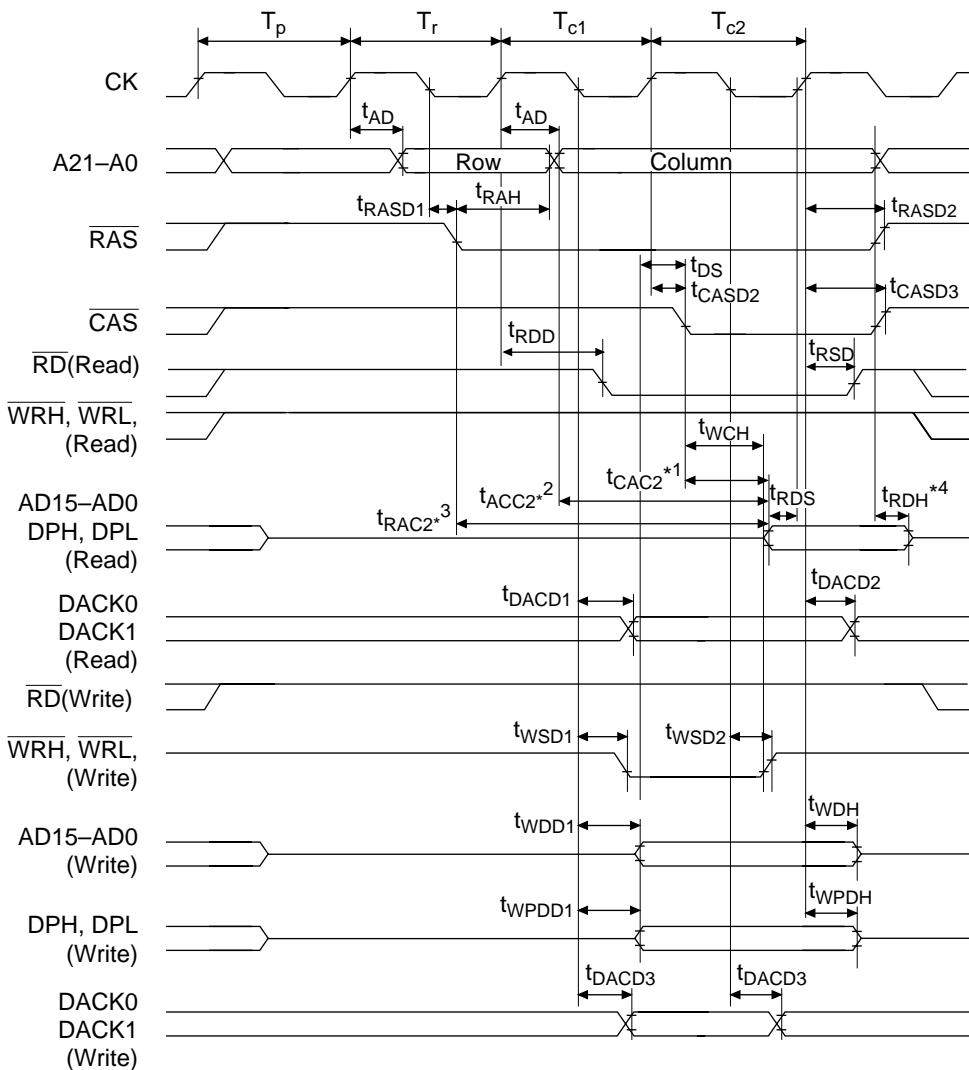 Tp Tr Tc1 Tc2
CK
tAD tAD
A21–A0 Row Column
tRASD1 tRAH tRASD2
RAS
tDS
tCASD2 tCASD3
CAS
tRDD tRSD
RD(Read)
WRH, WRL,
(Read)
tWCH
tCAC2*1
tACC2*2
tRAC2*3
tRDS tRDH*4
AD15–AD0
DPH, DPL
(Read)
tDACD1 tDACD2
DACK0
DACK1
(Read)
RD(Write)
tWSD1 tWSD2
WRH, WRL,
(Write)
tWDD1 tWDH
AD15–AD0
(Write)
tWPDD1 tWPDH
DPH, DPL
(Write)
tDACD3 tDACD3
DACK0
DACK1
(Write)